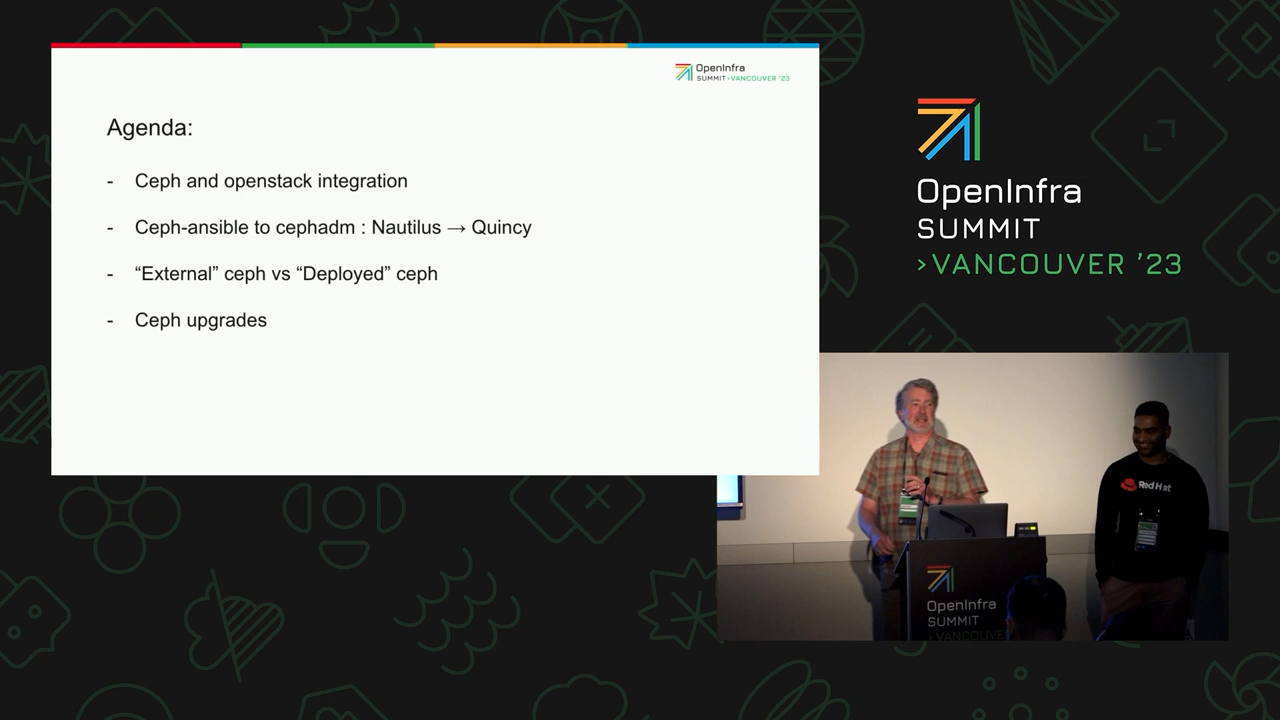 OpenInfra
SUMMIT >VANCOUVER '23
Agenda:
- Ceph and openstack integration
- Ceph-ansible to cephadm : Nautilus → Quincy
- “External” ceph vs “Deployed” ceph
- Ceph upgrades
OpenInfra
SUMMIT
>VANCOUVER '23
Red Hat
OpenInfra
SUMMIT
>VANCOUVE